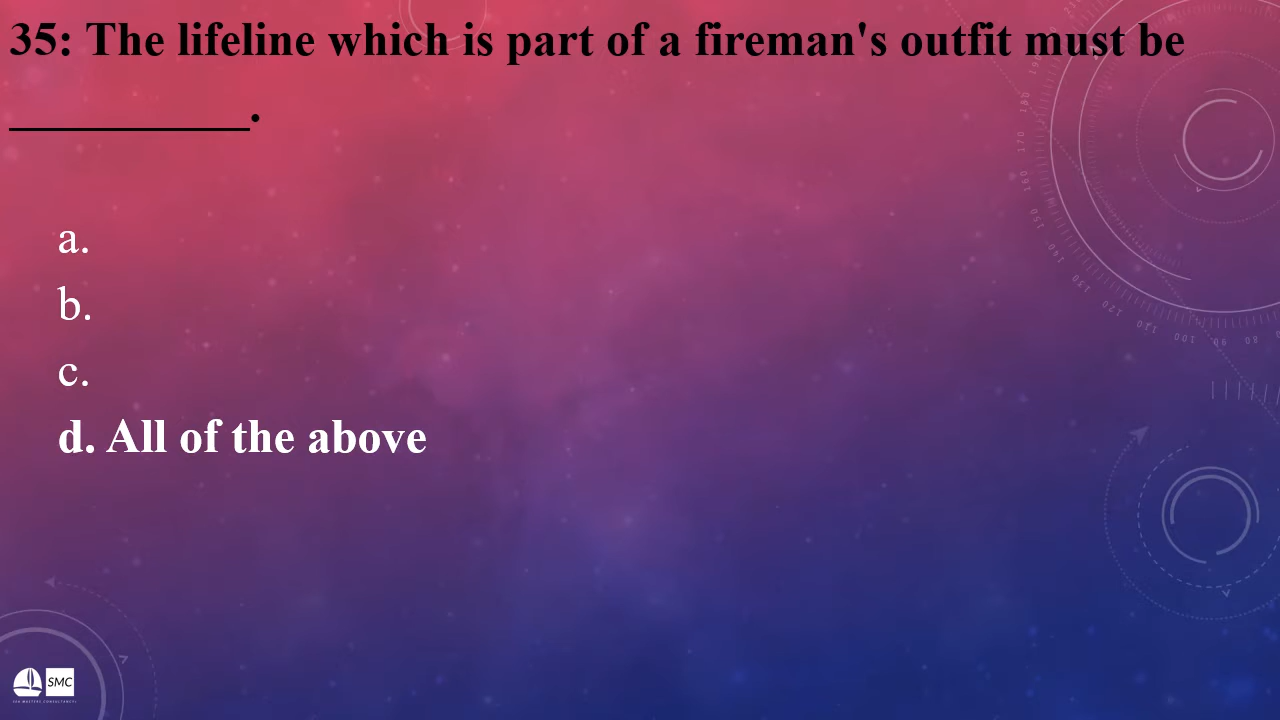 35: The lifeline which is part of a fireman's outfit must be
__________.
a.
b.
c.
d. All of the above
SMC